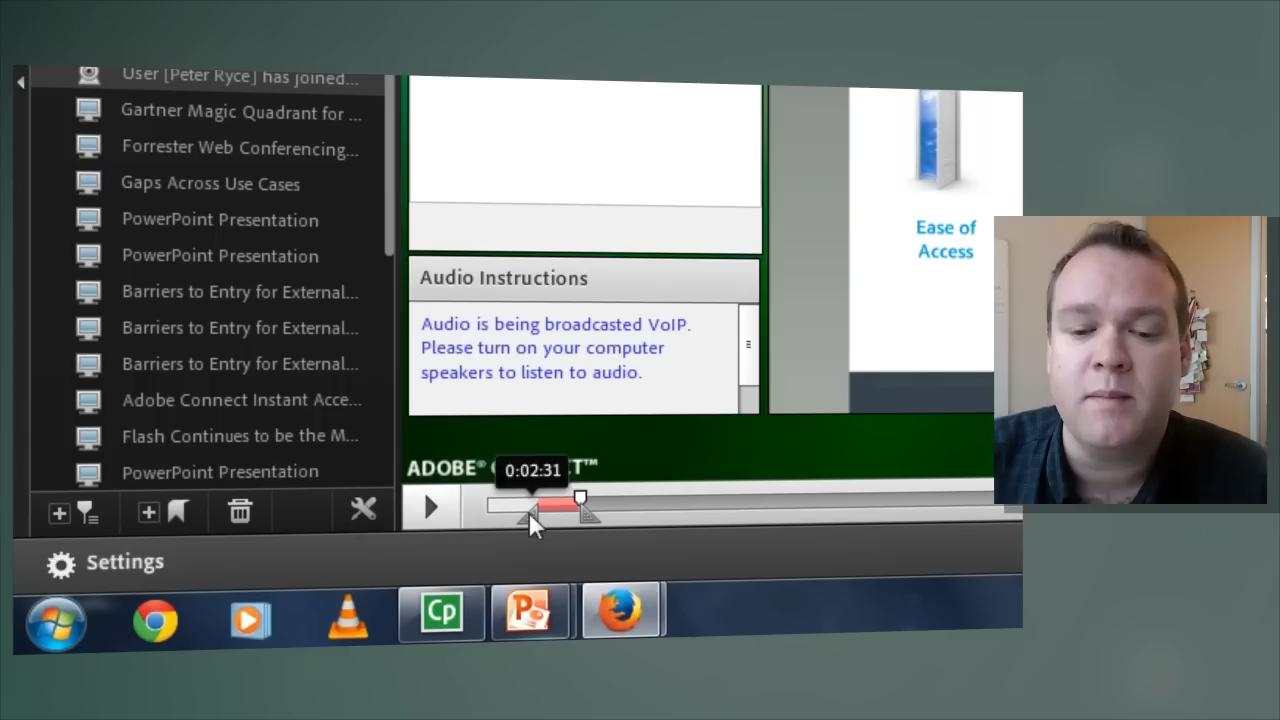 User [Peter Ryce] has joined...
Gartner Magic Quadrant for ...
Forrester Web Conferencing...
Gaps Across Use Cases
PowerPoint Presentation
PowerPoint Presentation
Barriers to Entry for External...
Barriers to Entry for External...
Barriers to Entry for External...
Adobe Connect Instant Acce...
Flash Continues to be the M...
PowerPoint Presentation
Settings
Audio Instructions
Audio is being broadcasted VoIP.
Please turn on your computer
speakers to listen to audio.
Ease of
Access
ADOBE®
0:02:31
Cp
P